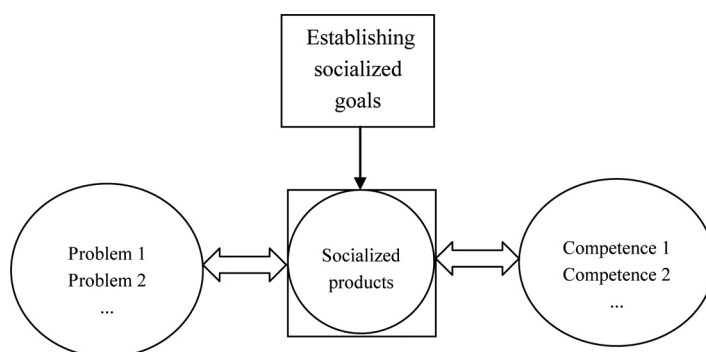 Establishing
socialized
goals
Problem 1
Problem 2
...
Socialized
products
Competence 1
Competence 2
...